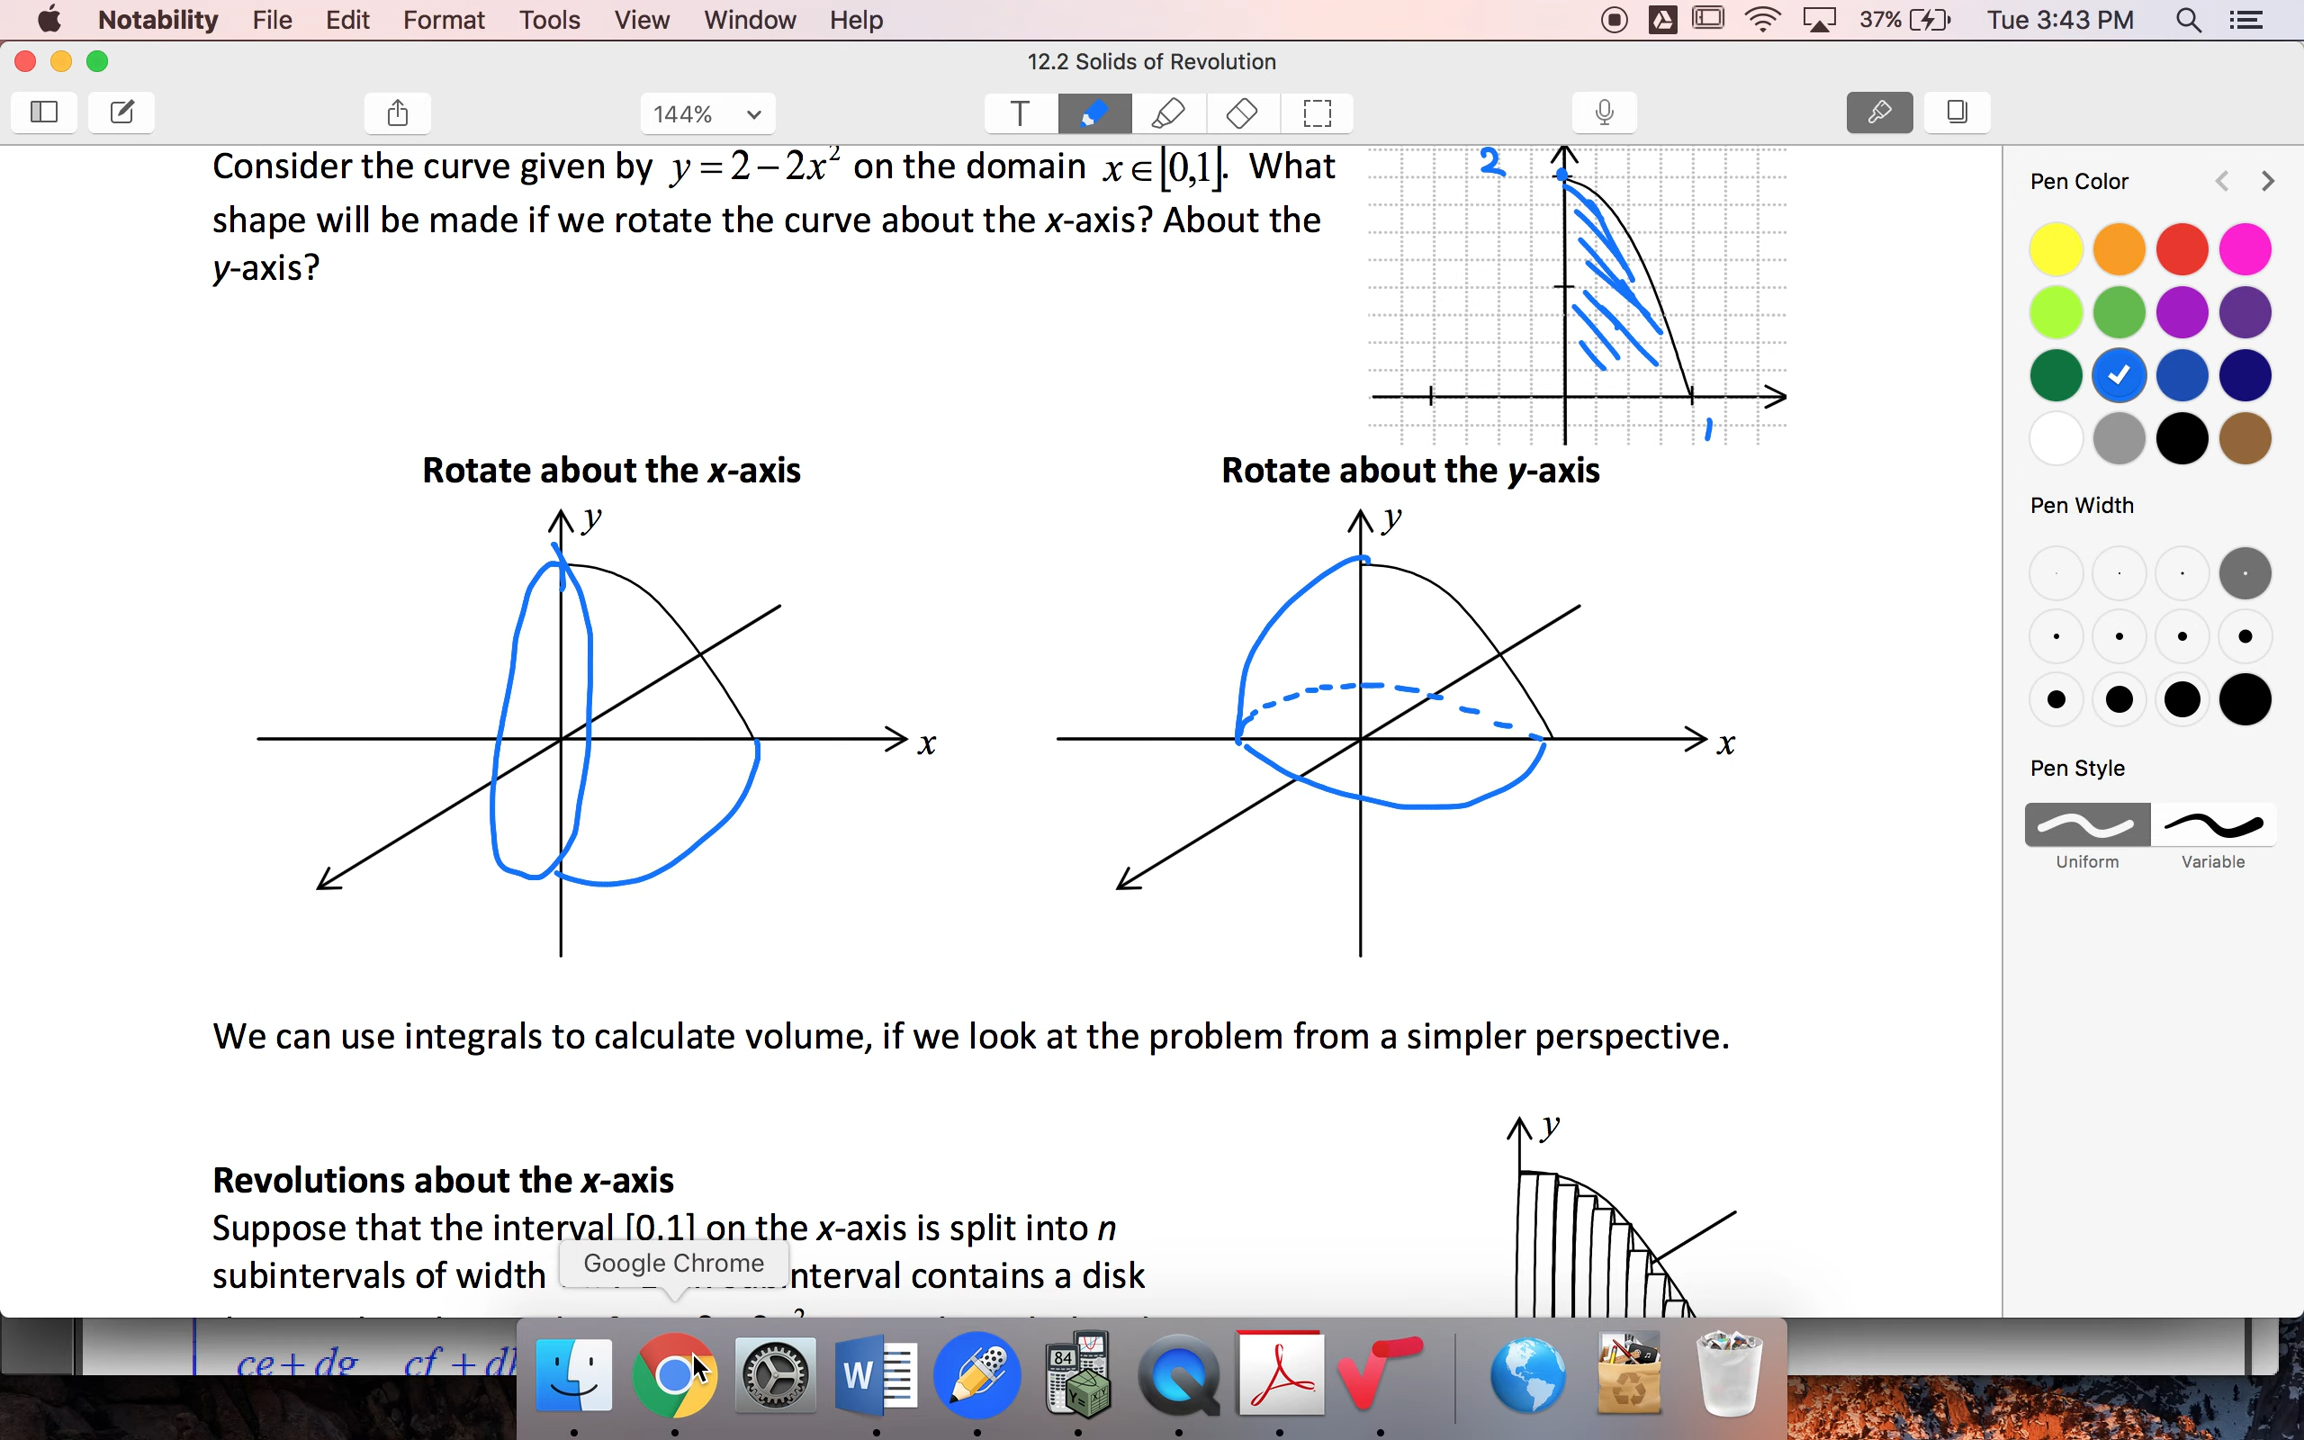 Notability File Edit Format Tools View Window Help 37% Tue 3:43 PM
12.2 Solids of Revolution
144% T
Consider the curve given by y = 2 − 2x² on the domain x ∈ [0,1]. What
shape will be made if we rotate the curve about the x-axis? About the
y-axis?
2
1
Rotate about the x-axis Rotate about the y-axis
y y
x x
We can use integrals to calculate volume, if we look at the problem from a simpler perspective.
y
Revolutions about the x-axis
Suppose that the interval [0,1] on the x-axis is split into n
subintervals of width nterval contains a disk
Google Chrome
ce + dg cf + d
W 84
Y= X,Y
Pen Color
Pen Width
Pen Style
Uniform Variable